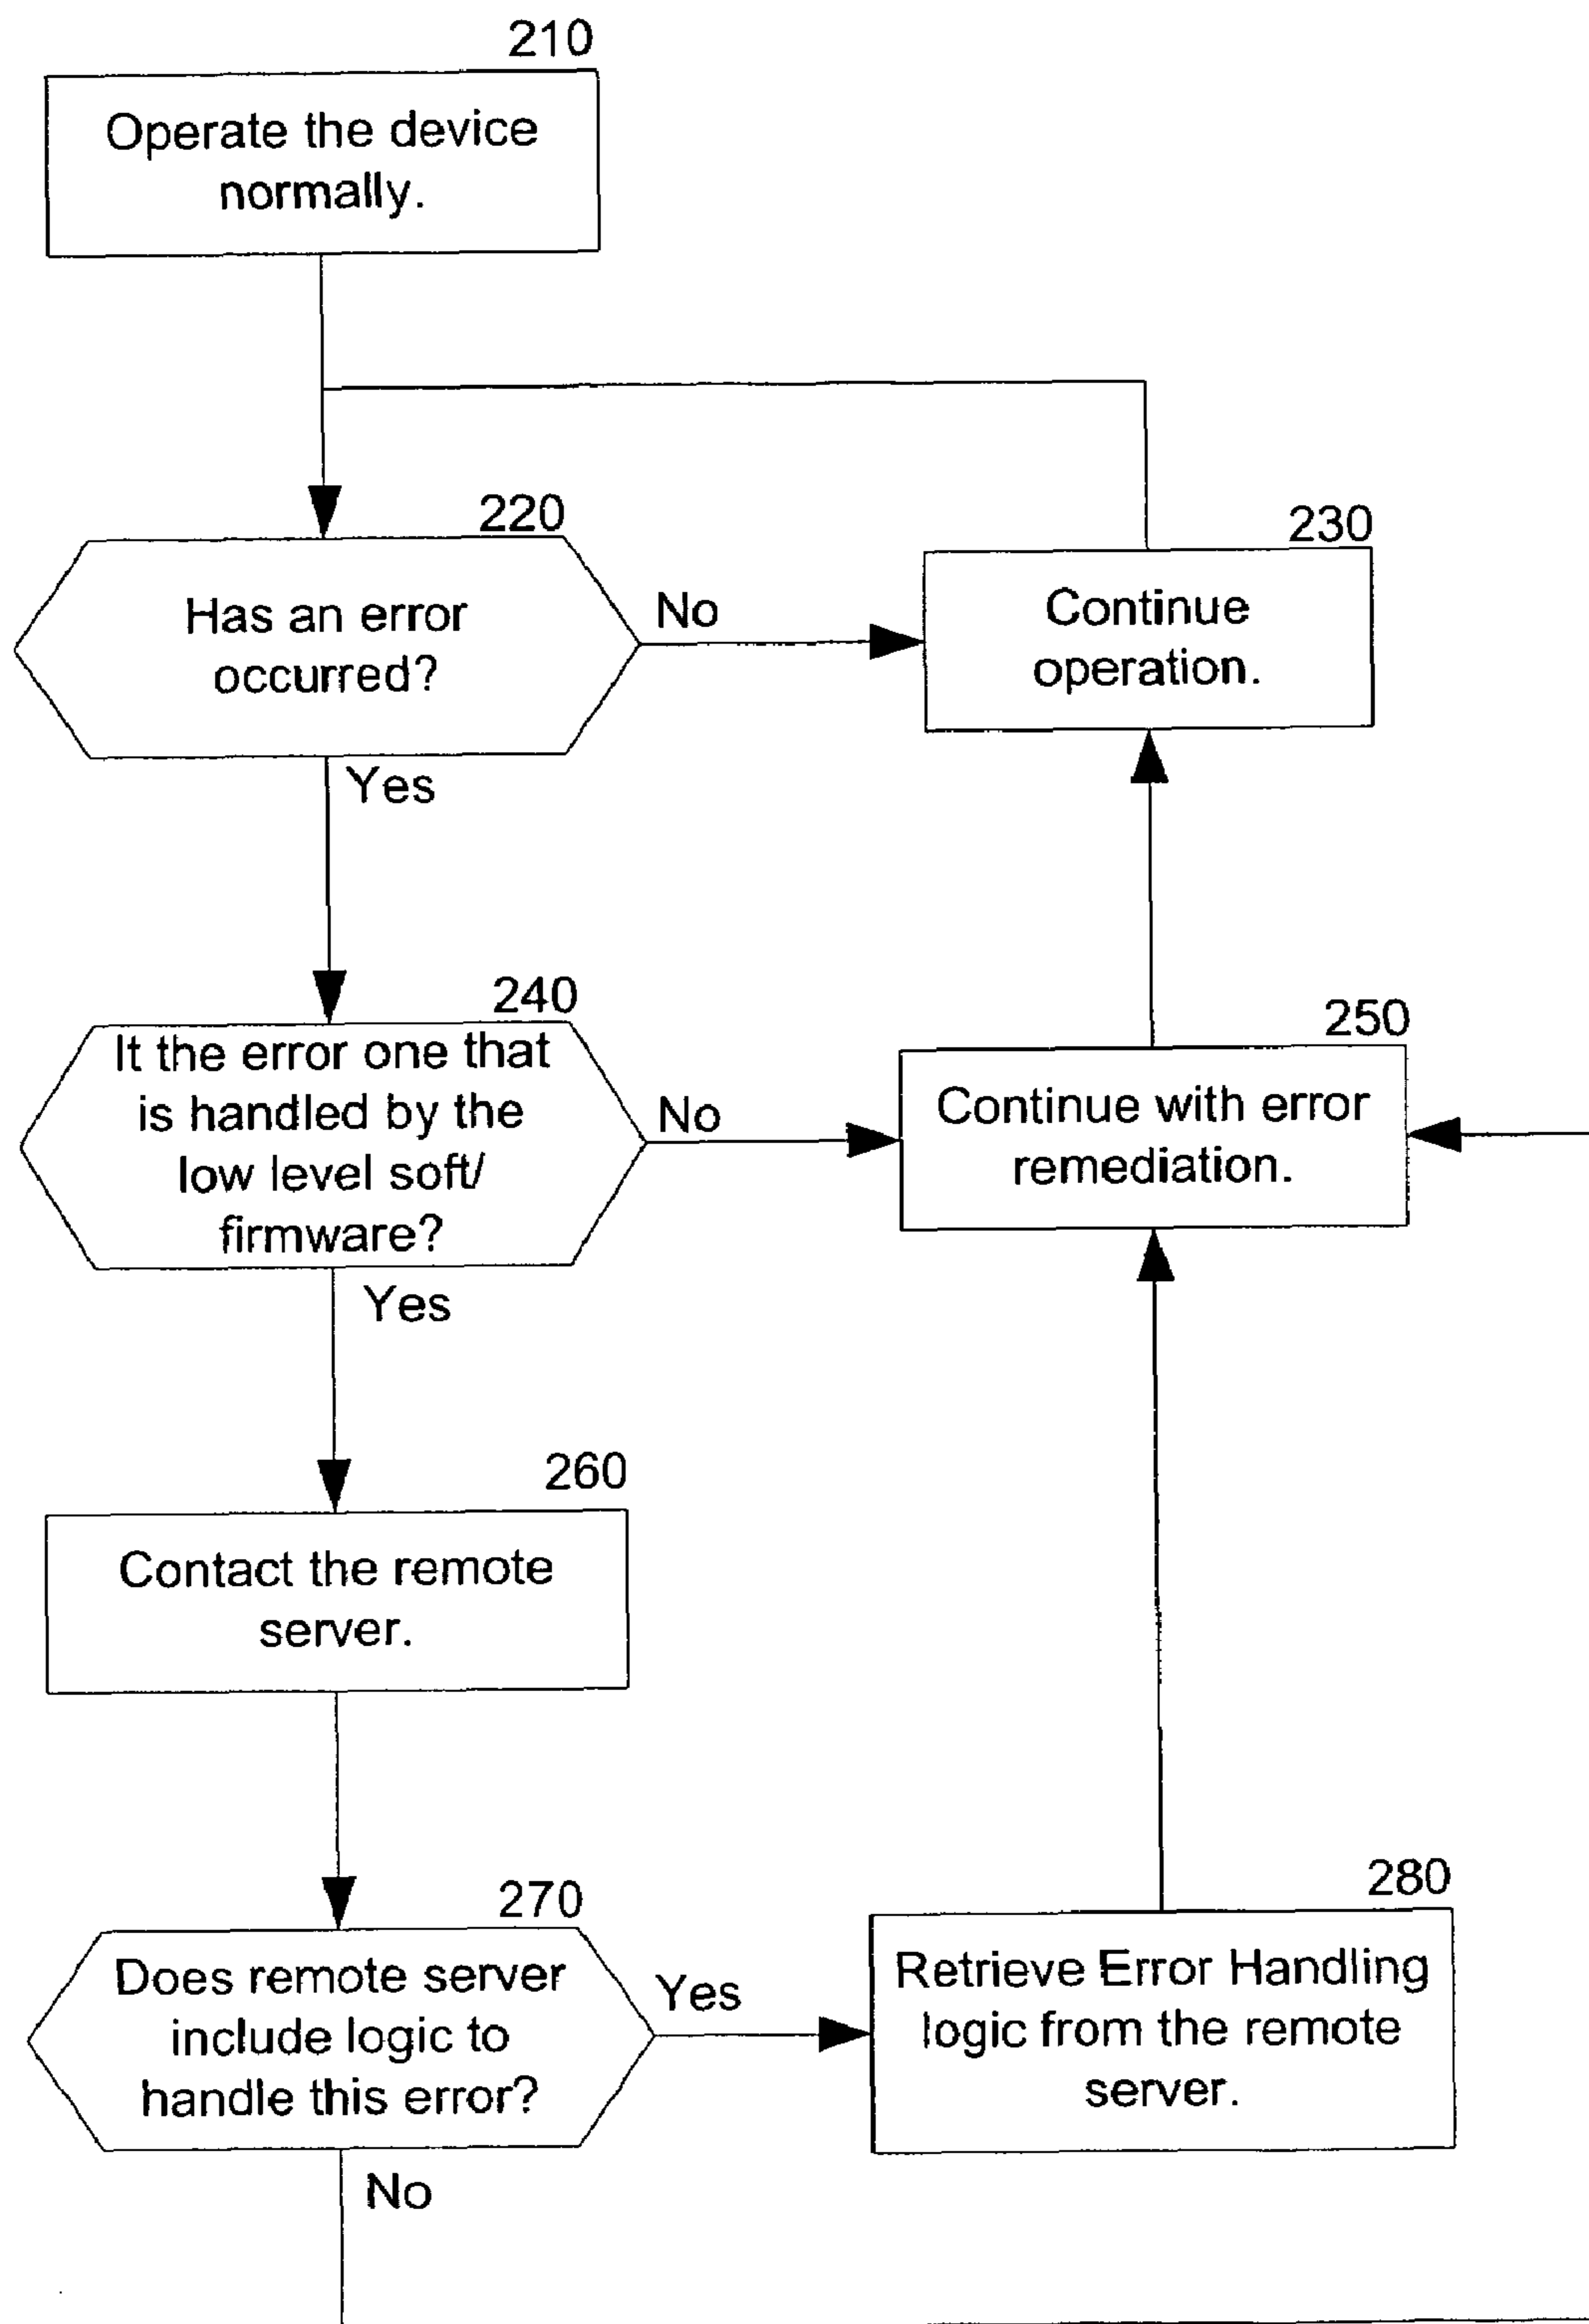 210
Operate the device
normally.
220
Has an error
occurred?
No
230
Continue
operation.
Yes
240
It the error one that
is handled by the
low level soft/
firmware?
No
250
Continue with error
remediation.
Yes
260
Contact the remote
server.
270
Does remote server
include logic to
handle this error?
Yes
280
Retrieve Error Handling
logic from the remote
server.
No